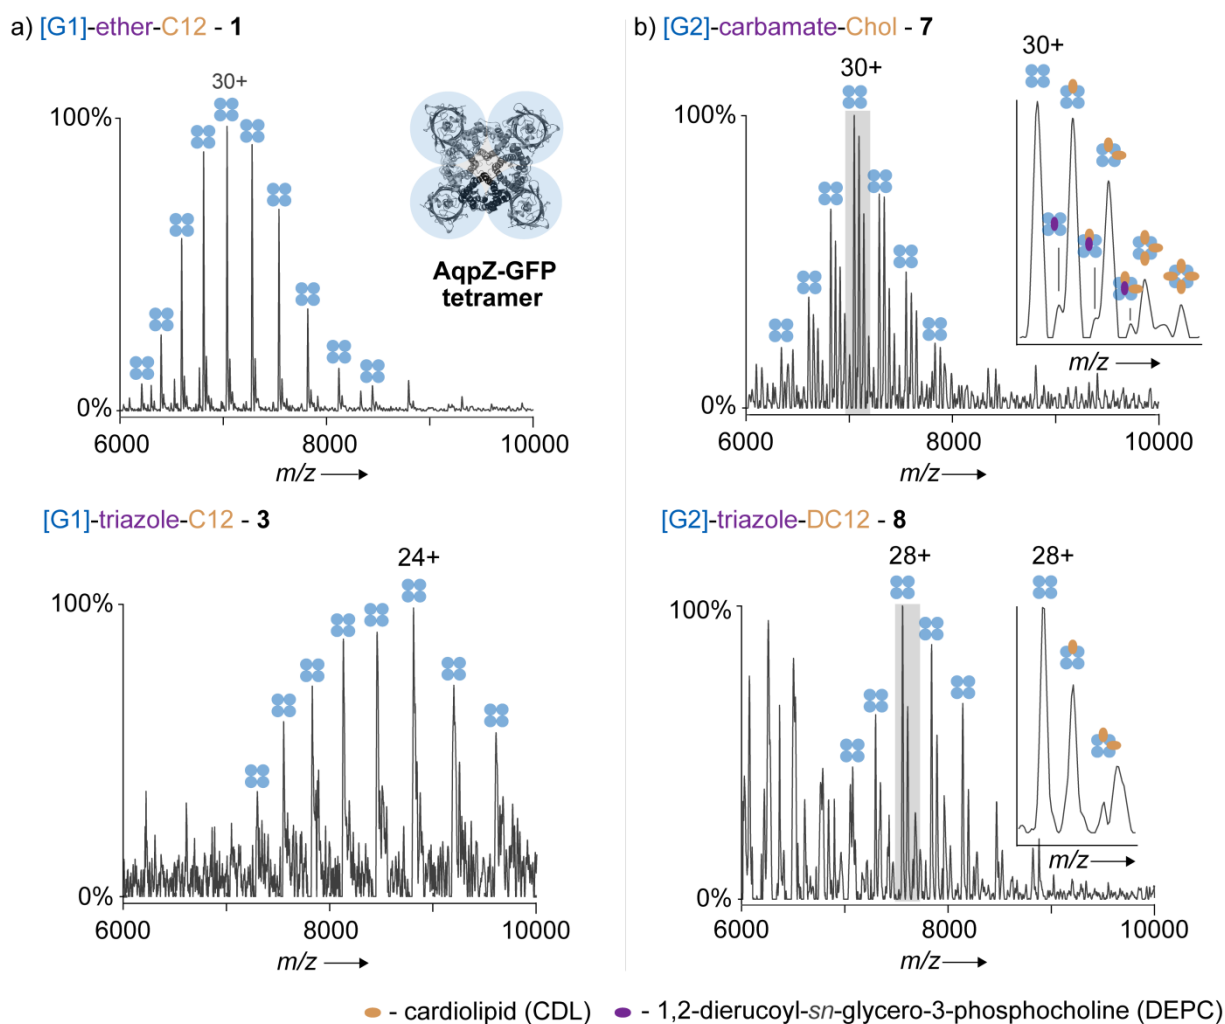 a) [G1]-ether-C12 - 1
30+
100%
0%
6000
8000
10000
m/z
AqpZ-GFP
tetramer
b) [G2]-carbamate-Chol - 7
30+
100%
0%
6000
8000
10000
m/z
30+
m/z
[G1]-triazole-C12 - 3
24+
100%
0%
6000
8000
10000
m/z
[G2]-triazole-DC12 - 8
28+
100%
0%
6000
8000
10000
m/z
28+
m/z
- cardiolipid (CDL)
- 1,2-dierucoyl-sn-glycero-3-phosphocholine (DEPC)